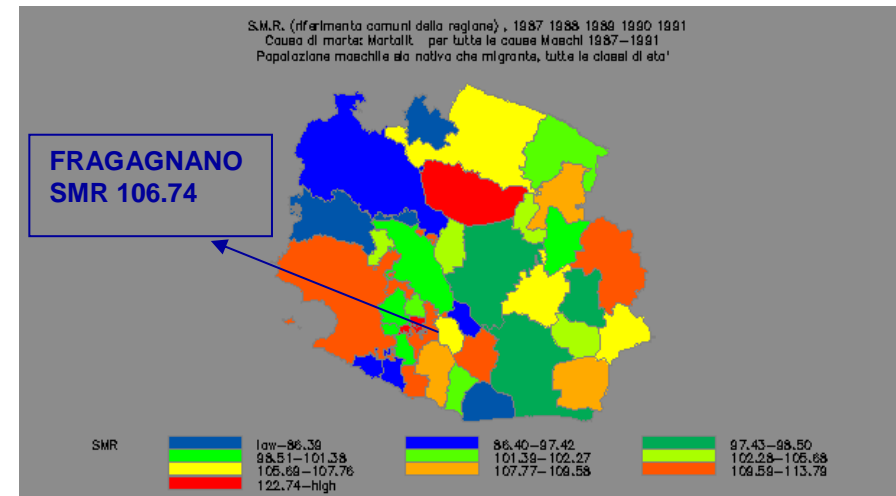 S.M.R. (riferimento comuni della regione) , 1987 1988 1989 1990 1991
Causa di morte: Mortalit per tutte le cause Maschi 1987-1991
Popolazione maschile sia nativa che migrante, tutte le classi di eta'
FRAGAGNANO
SMR 106.74
SMR low-86.39 86.40-97.42 97.43-98.50
98.51-101.38 101.39-102.27 102.28-105.68
105.69-107.76 107.77-109.58 109.59-113.79
122.74-high